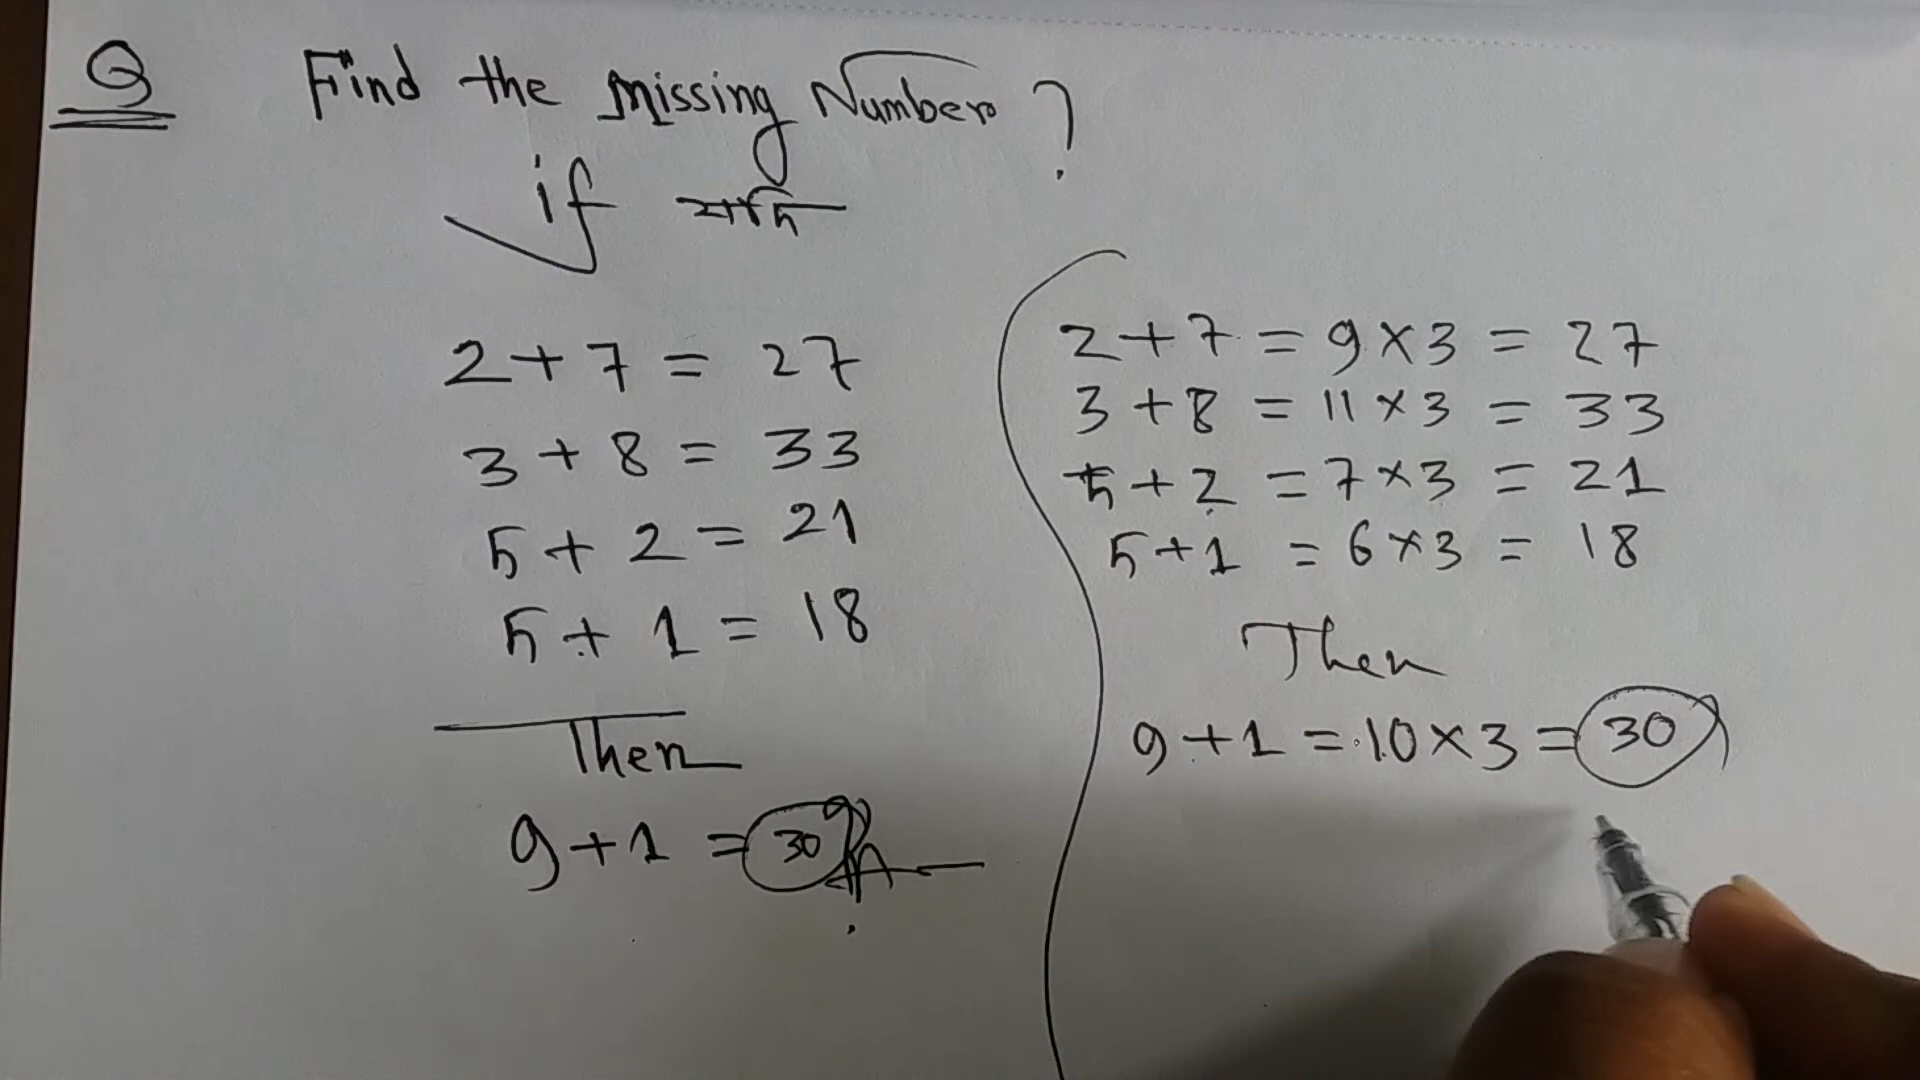 Q Find the Missing Number ?
if यदि
2 + 7 = 27
3 + 8 = 33
5 + 2 = 21
5 + 1 = 18
Then
9 + 1 = 30 ?
2 + 7 = 9 × 3 = 27
3 + 8 = 11 × 3 = 33
5 + 2 = 7 × 3 = 21
5 + 1 = 6 × 3 = 18
Then
9 + 1 = 10 × 3 = 30